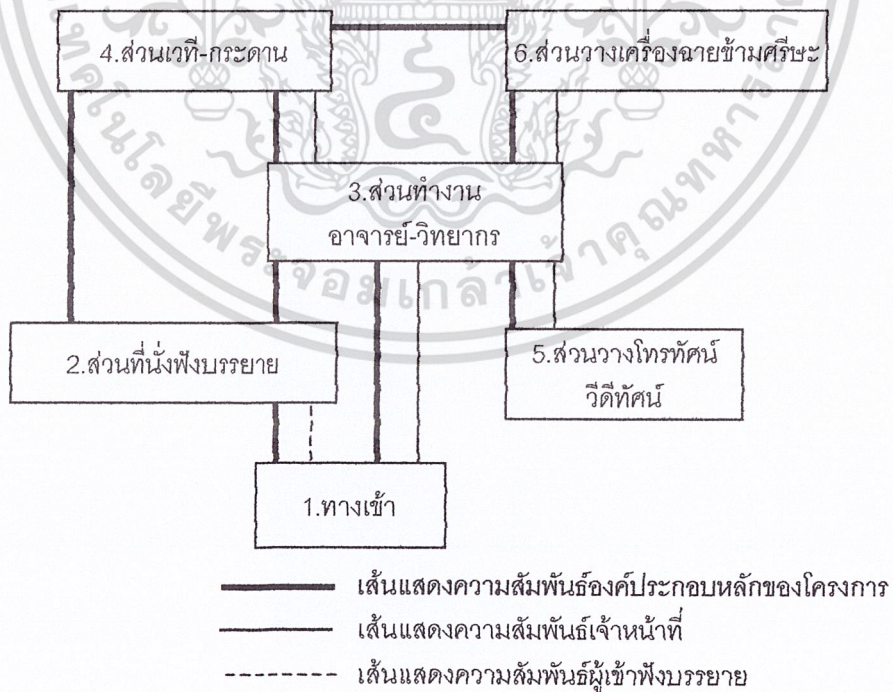 4.ส่วนเวที-กระดาน
6.ส่วนวางเครื่องฉายข้ามศรีษะ
3.ส่วนทำงาน
อาจารย์-วิทยากร
2.ส่วนที่นั่งฟังบรรยาย
5.ส่วนวางโทรทัศน์
วีดีทัศน์
1.ทางเข้า
เส้นแสดงความสัมพันธ์องค์ประกอบหลักของโครงการ
เส้นแสดงความสัมพันธ์เจ้าหน้าที่
เส้นแสดงความสัมพันธ์ผู้เข้าฟังบรรยาย